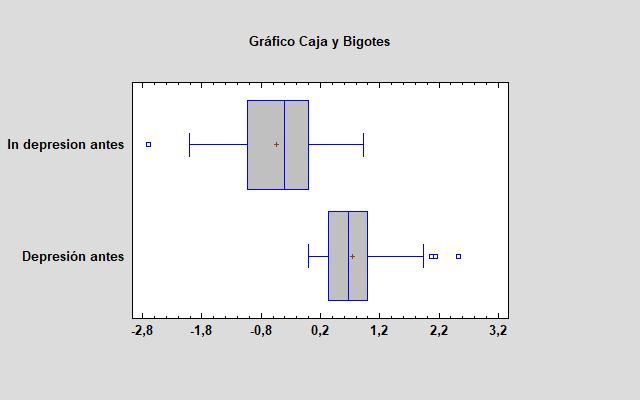 Gráfico Caja y Bigotes
In depresion antes
Depresión antes
-2,8 -1,8 -0,8 0,2 1,2 2,2 3,2